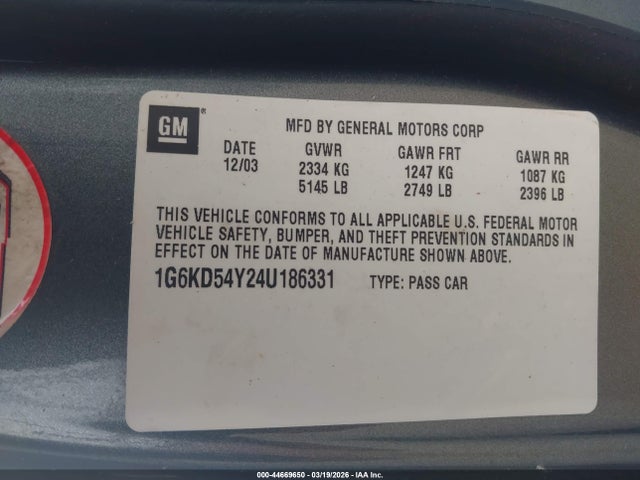 GM®
MFD BY GENERAL MOTORS CORP
DATE GVWR GAWR FRT GAWR RR
12/03 2334 KG 1247 KG 1087 KG
5145 LB 2749 LB 2396 LB
THIS VEHICLE CONFORMS TO ALL APPLICABLE U.S. FEDERAL MOTOR
VEHICLE SAFETY, BUMPER, AND THEFT PREVENTION STANDARDS IN
EFFECT ON THE DATE OF MANUFACTURE SHOWN ABOVE.
1G6KD54Y24U186331 TYPE: PASS CAR
000-44669650 - 03/19/2026 - IAA Inc.